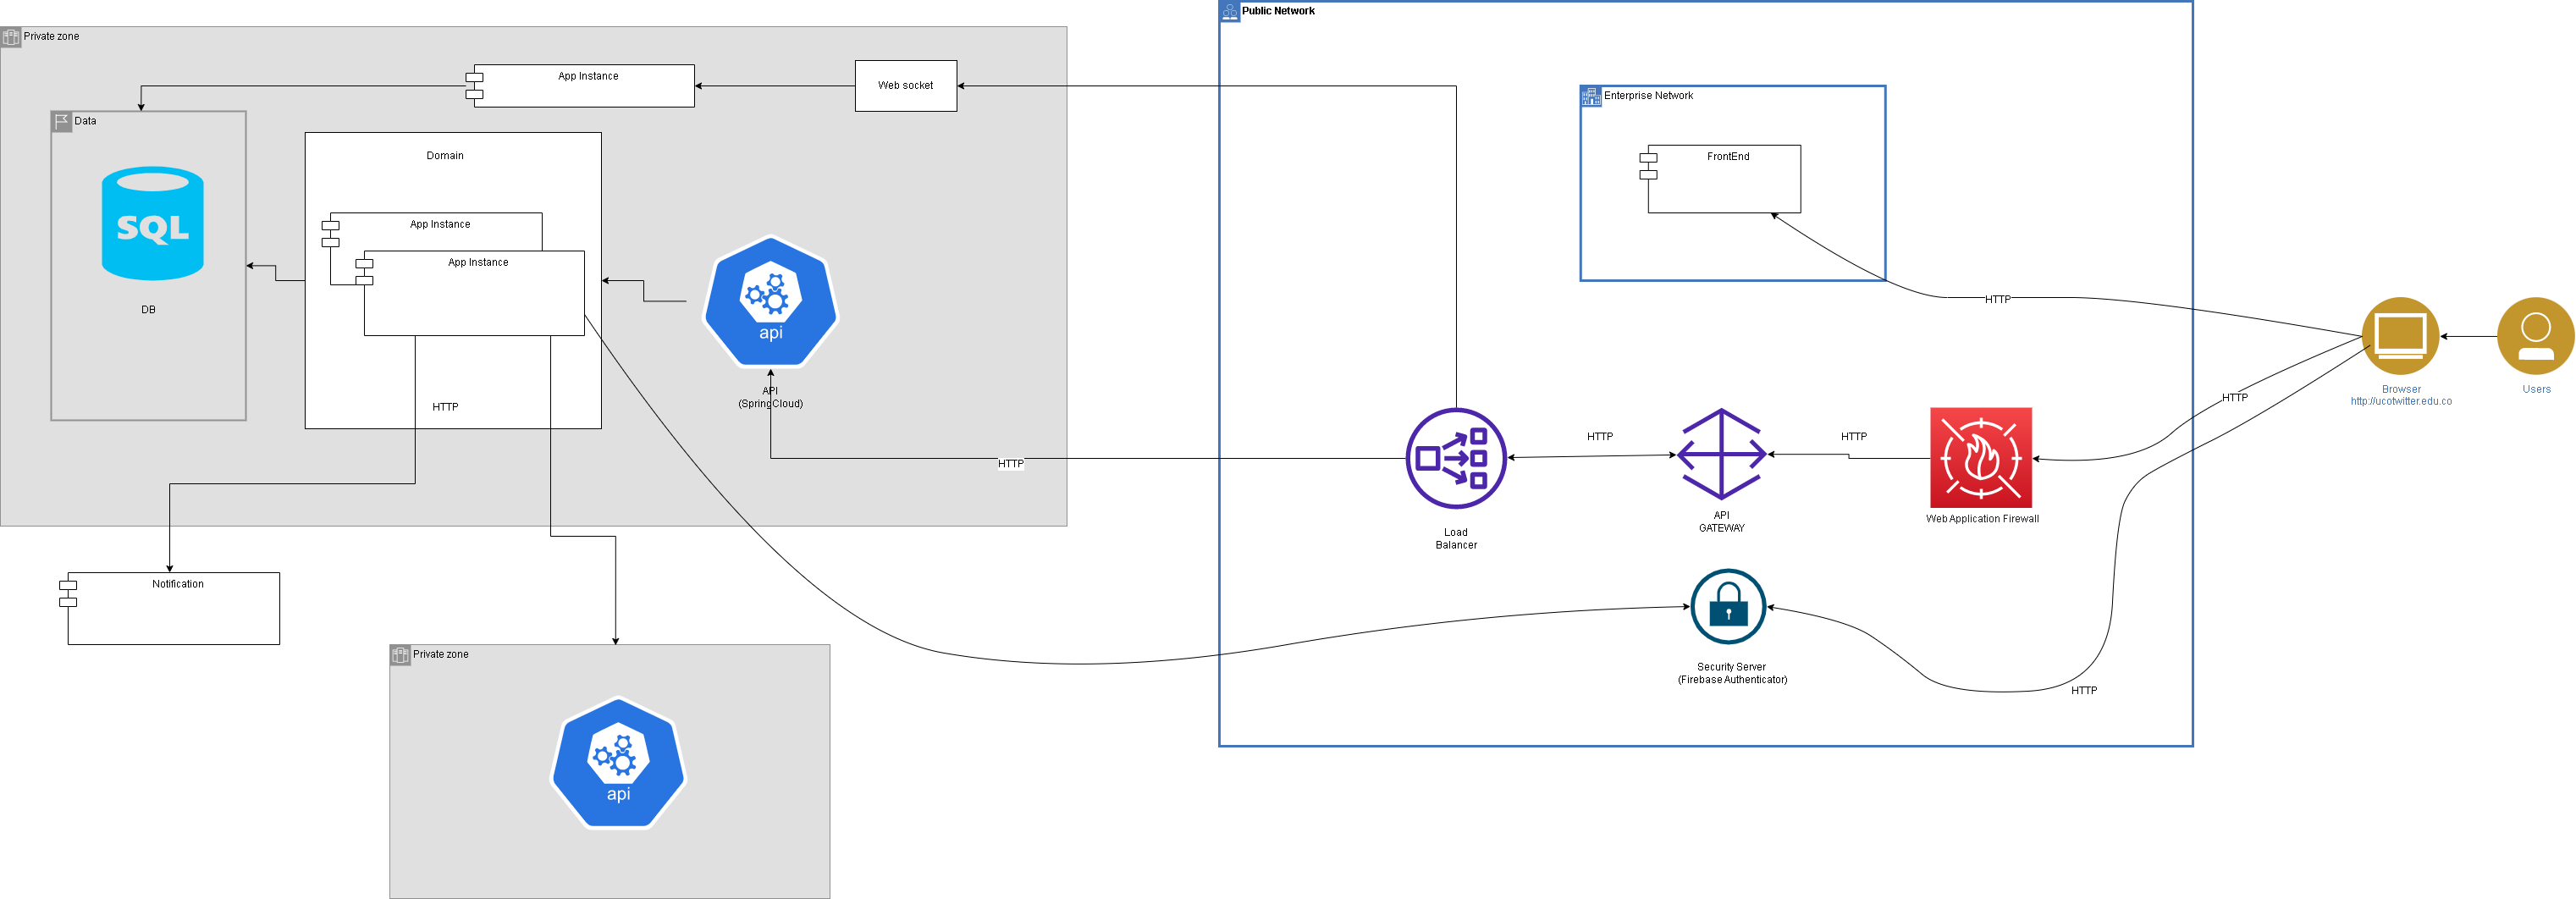 Public Network
Private zone
App Instance
Web socket
Enterprise Network
Data
FrontEnd
Domain
App Instance
SQL
App Instance
HTTP
DB
api
API
(SpringCloud)
Browser
http://ucotwitter.edu.co
Users
HTTP
HTTP
HTTP
HTTP
HTTP
API
GATEWAY
Web Application Firewall
Load
Balancer
Notification
Private zone
Security Server
(Firebase Authenticator)
HTTP
api